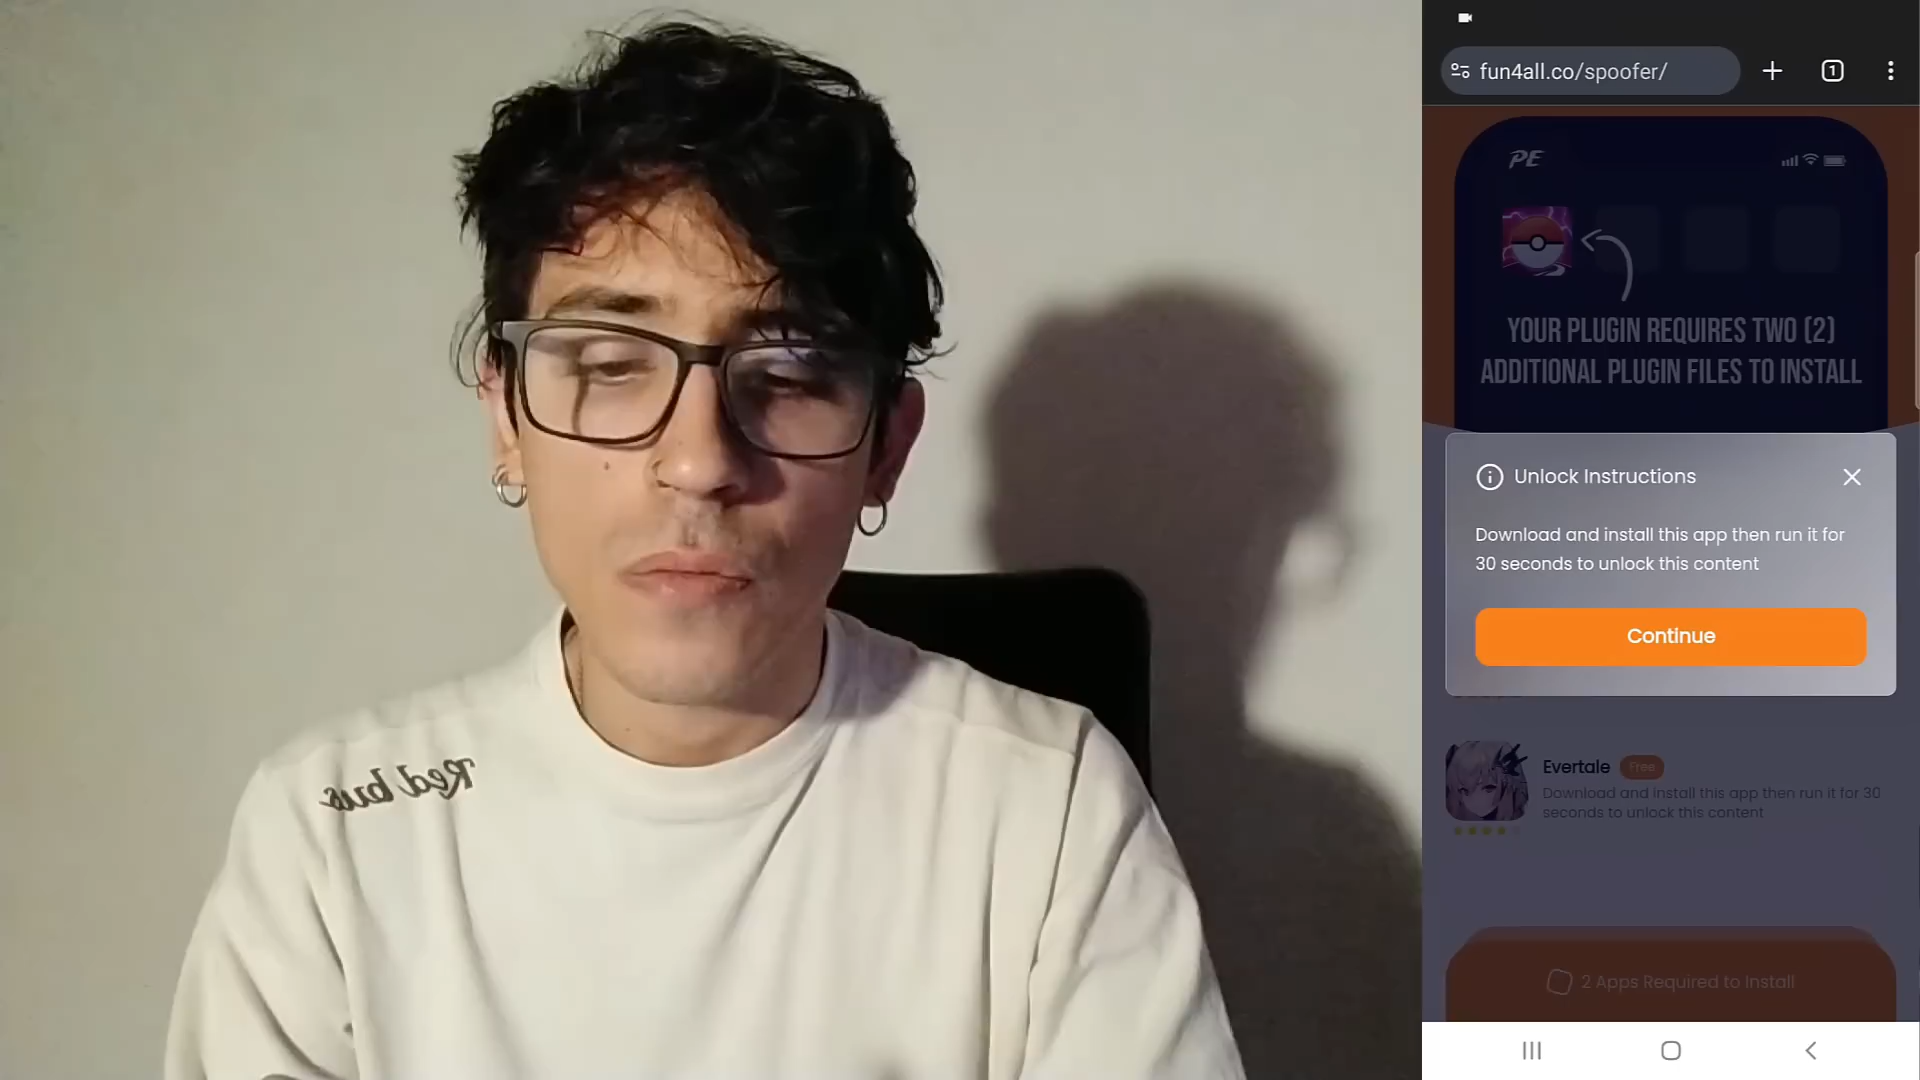 Red bus
fun4all.co/spoofer/
1
PE
YOUR PLUGIN REQUIRES TWO (2)
ADDITIONAL PLUGIN FILES TO INSTALL
Unlock Instructions
Download and install this app then run it for
30 seconds to unlock this content
Continue
Evertale Free
Download and install this app then run it for 30
seconds to unlock this content
2 Apps Required to Install